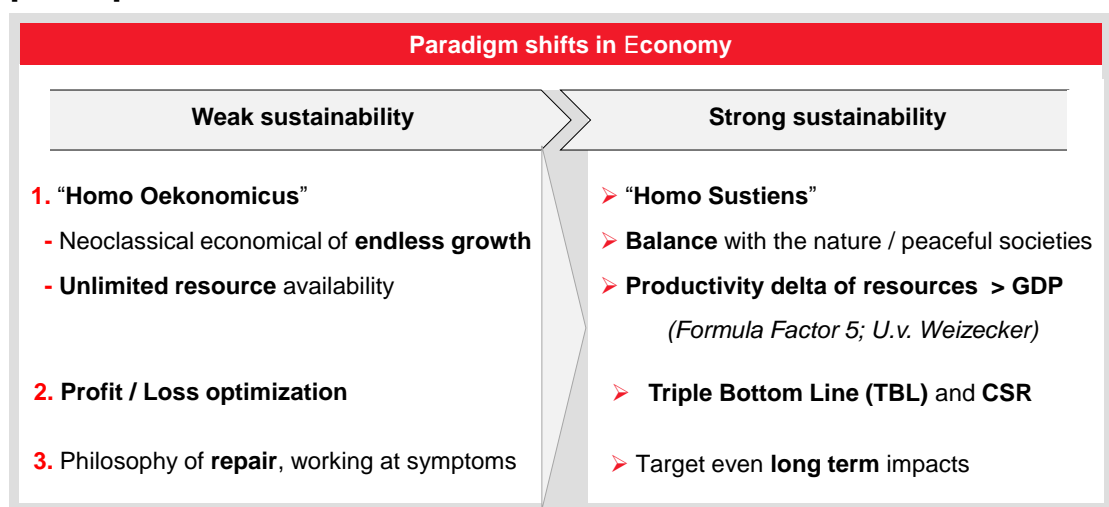 Paradigm shifts in Economy
Weak sustainability
Strong sustainability
1. “Homo Oekonomicus”
- Neoclassical economical of endless growth
- Unlimited resource availability
2. Profit / Loss optimization
3. Philosophy of repair, working at symptoms
➢ “Homo Sustiens”
➢ Balance with the nature / peaceful societies
➢ Productivity delta of resources > GDP
(Formula Factor 5; U.v. Weizecker)
➢ Triple Bottom Line (TBL) and CSR
➢ Target even long term impacts